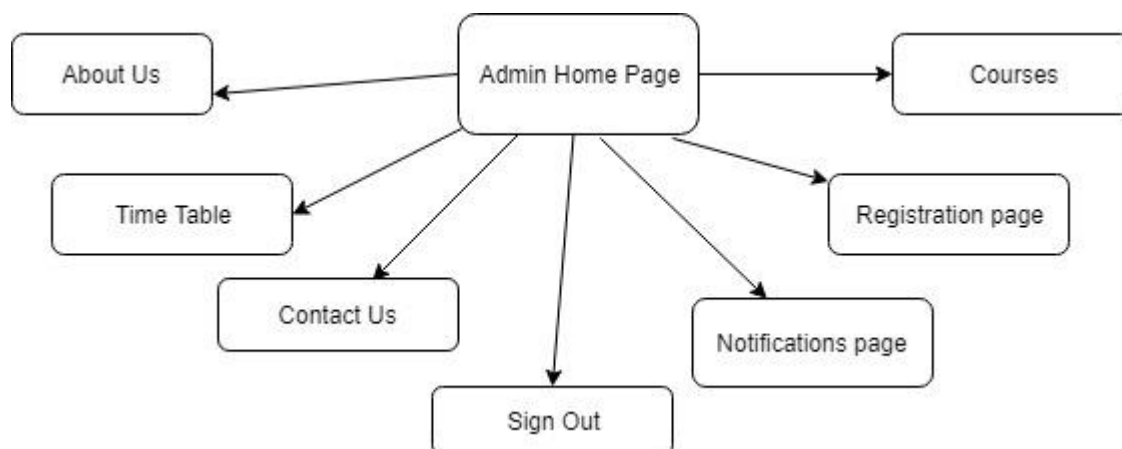 About Us
Admin Home Page
Courses
Time Table
Registration page
Contact Us
Notifications page
Sign Out